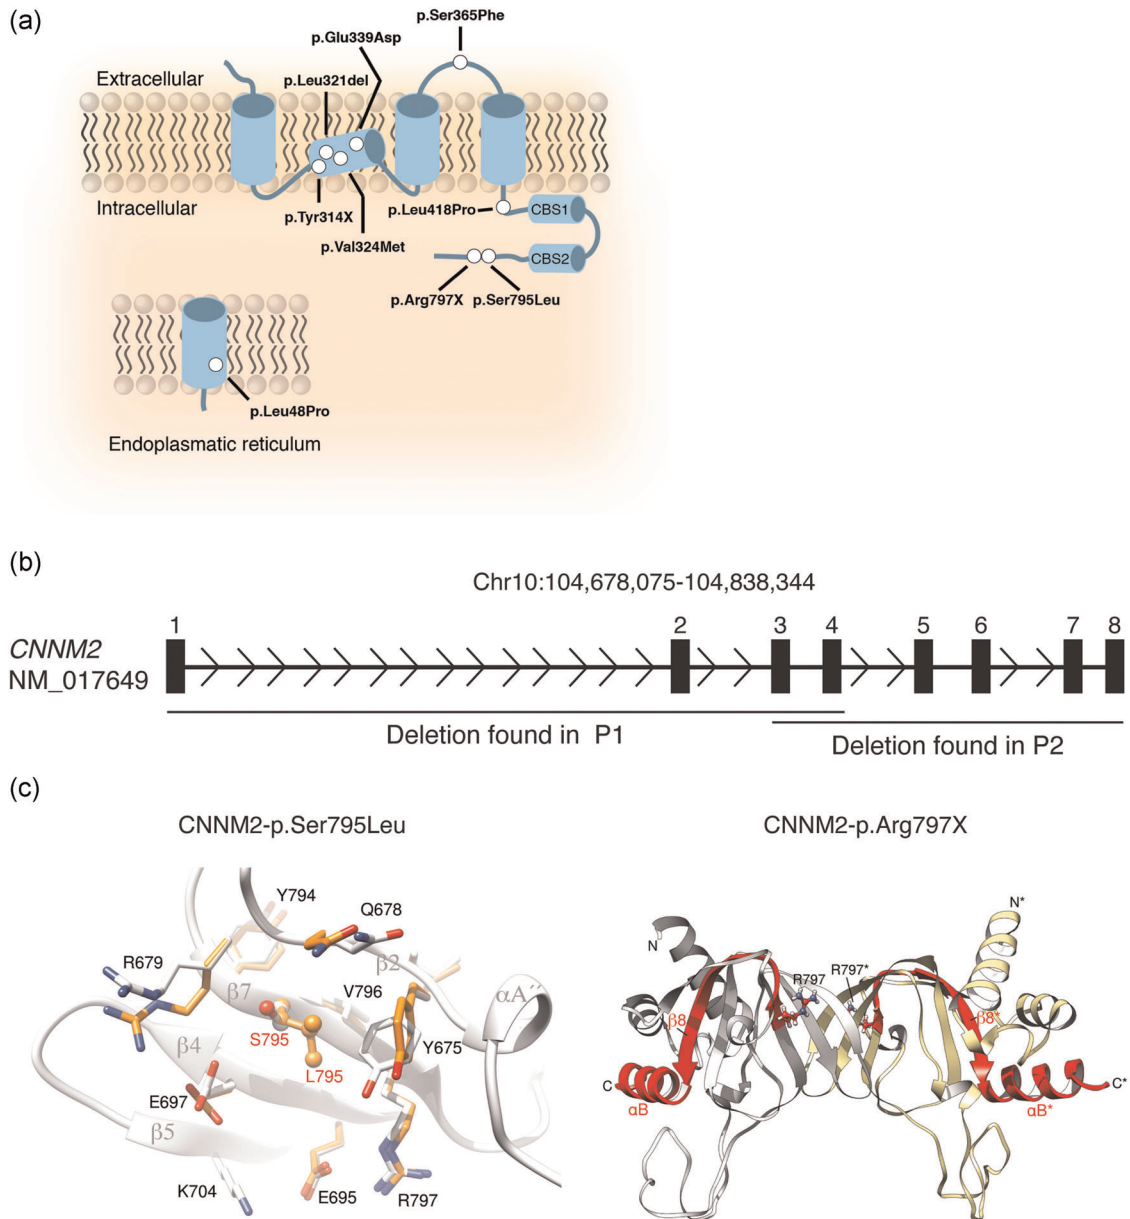 (a)
p.Ser365Phe
p.Glu339Asp
Extracellular
p.Leu321del
Intracellular
p.Tyr314X
p.Leu418Pro
CBS1
p.Val324Met
CBS2
p.Arg797X p.Ser795Leu
p.Leu48Pro
Endoplasmatic reticulum
(b)
Chr10:104,678,075-104,838,344
1 2 3 4 5 6 7 8
CNNM2
NM_017649
Deletion found in P1
Deletion found in P2
(c)
CNNM2-p.Ser795Leu
CNNM2-p.Arg797X
Y794
Q678
R679
β2
β7
V796
αA´´
S795
Y675
β4
L795
E697
β5
K704
E695
R797
N*
N
R797
R797*
β8
β8*
C
αB
αB*
C*